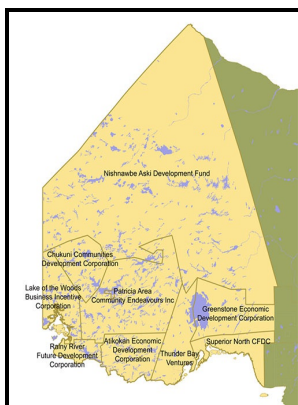 Nishnawbe Aski Development Fund
Chukuni Communities
Development Corporation
Lake of the Woods
Business Incentive
Corporation
Patricia Area
Community Endeavours Inc
Greenstone Economic
Development Corporation
Rainy River
Future Development
Corporation
Atikokan Economic
Development
Corporation
Thunder Bay
Ventures
Superior North CFDC